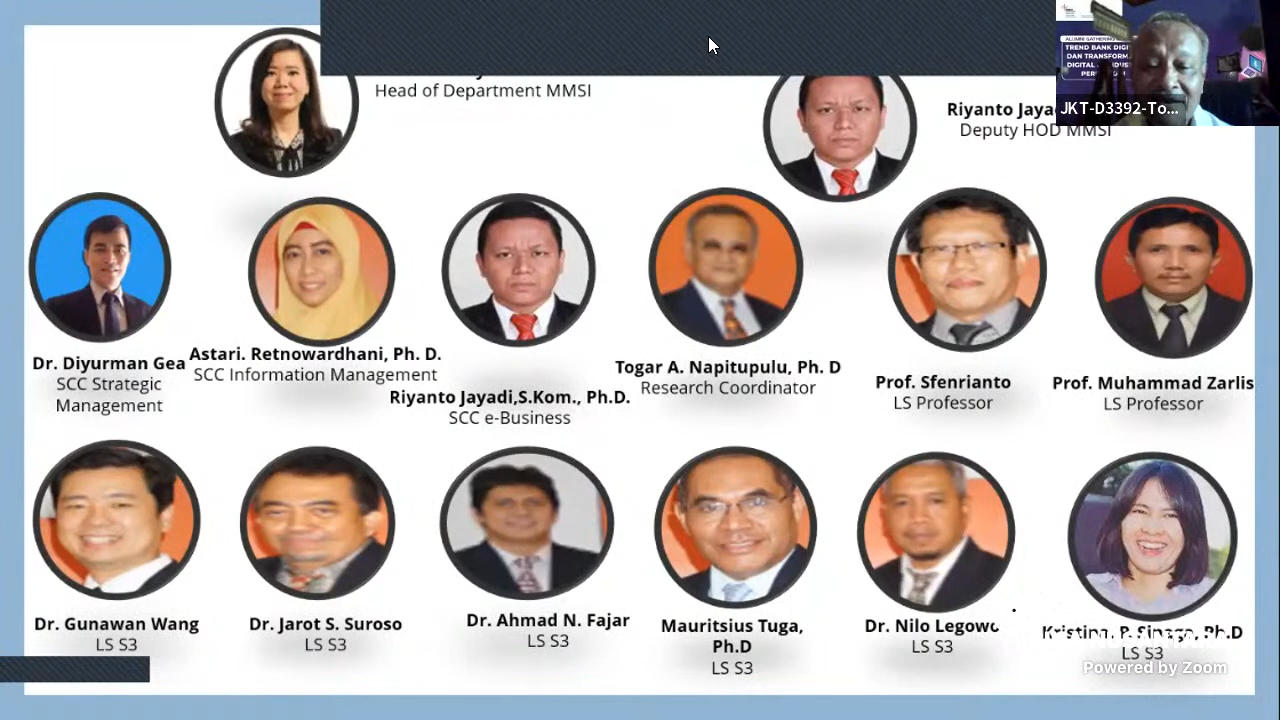 Head of Department MMSI
Riyanto
Deputy HOD MMSI
ALUMNI GATHERING
TREND BANK DIGI
DAN TRANSFORM
DIGITAL
JKT-D3392-To...
Dr. Diyurman Gea
SCC Strategic
Management
Astari. Retnowardhani, Ph. D.
SCC Information Management
Riyanto Jayadi,S.Kom., Ph.D.
SCC e-Business
Togar A. Napitupulu, Ph. D
Research Coordinator
Prof. Sfenrianto
LS Professor
Prof. Muhammad Zarlis
LS Professor
Dr. Gunawan Wang
LS S3
Dr. Jarot S. Suroso
LS S3
Dr. Ahmad N. Fajar
LS S3
Mauritsius Tuga,
Ph.D
LS S3
Dr. Nilo Legowo
LS S3
Kristina P. Sinaga, Ph.D
LS S3
Powered by Zoom